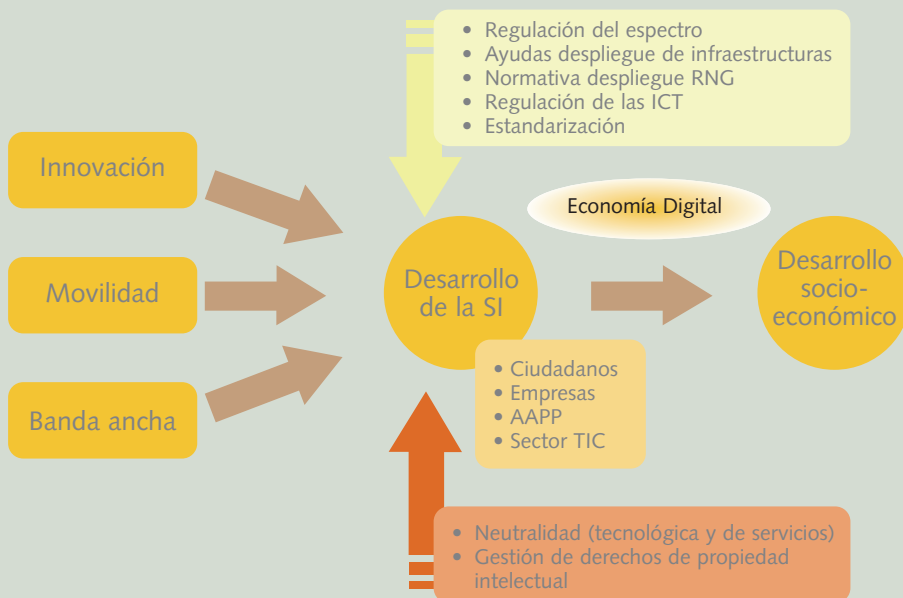 • Regulación del espectro
• Ayudas despliegue de infraestructuras
• Normativa despliegue RNG
• Regulación de las ICT
• Estandarización
Innovación
Movilidad
Banda ancha
Desarrollo
de la SI
Economía Digital
Desarrollo
socio-
económico
• Ciudadanos
• Empresas
• AAPP
• Sector TIC
• Neutralidad (tecnológica y de servicios)
• Gestión de derechos de propiedad
intelectual